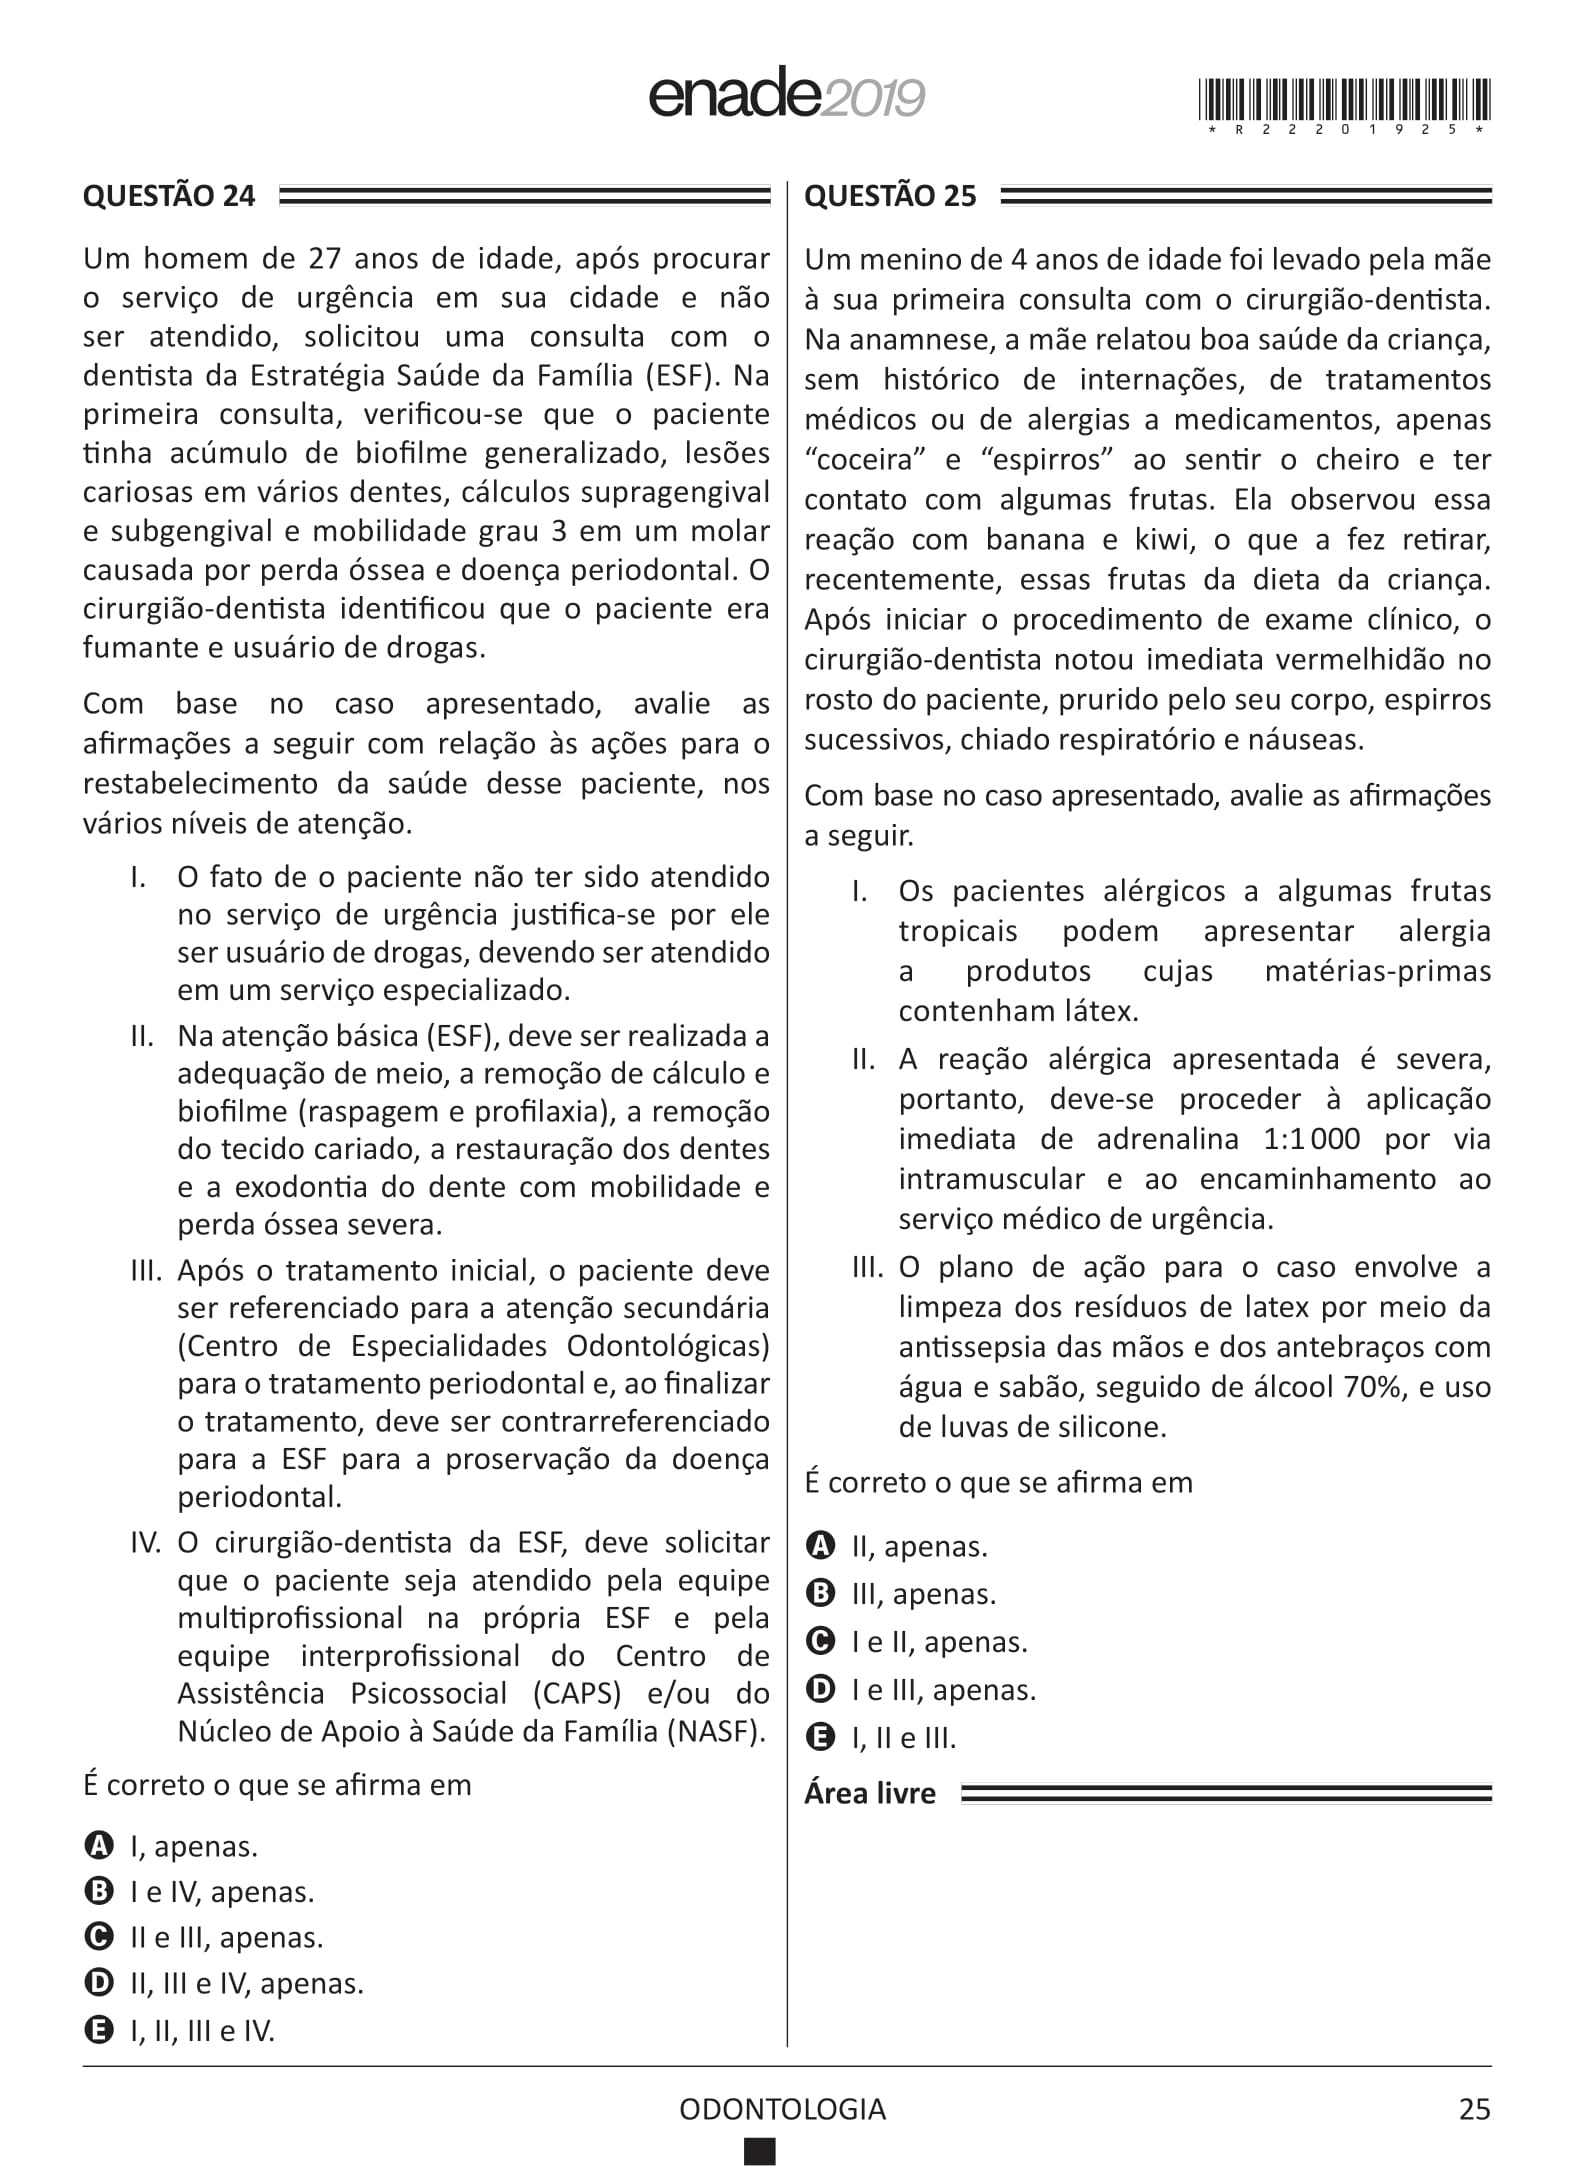 enade2019
*R22201925*
QUESTÃO 24
Um homem de 27 anos de idade, após procurar
o serviço de urgência em sua cidade e não
ser atendido, solicitou uma consulta com o
dentista da Estratégia Saúde da Família (ESF). Na
primeira consulta, verificou-se que o paciente
tinha acúmulo de biofilme generalizado, lesões
cariosas em vários dentes, cálculos supragengival
e subgengival e mobilidade grau 3 em um molar
causada por perda óssea e doença periodontal. O
cirurgião-dentista identificou que o paciente era
fumante e usuário de drogas.
Com base no caso apresentado, avalie as
afirmações a seguir com relação às ações para o
restabelecimento da saúde desse paciente, nos
vários níveis de atenção.
I. O fato de o paciente não ter sido atendido
no serviço de urgência justifica-se por ele
ser usuário de drogas, devendo ser atendido
em um serviço especializado.
II. Na atenção básica (ESF), deve ser realizada a
adequação de meio, a remoção de cálculo e
biofilme (raspagem e profilaxia), a remoção
do tecido cariado, a restauração dos dentes
e a exodontia do dente com mobilidade e
perda óssea severa.
III. Após o tratamento inicial, o paciente deve
ser referenciado para a atenção secundária
(Centro de Especialidades Odontológicas)
para o tratamento periodontal e, ao finalizar
o tratamento, deve ser contrarreferenciado
para a ESF para a proservação da doença
periodontal.
IV. O cirurgião-dentista da ESF, deve solicitar
que o paciente seja atendido pela equipe
multiprofissional na própria ESF e pela
equipe interprofissional do Centro de
Assistência Psicossocial (CAPS) e/ou do
Núcleo de Apoio à Saúde da Família (NASF).
É correto o que se afirma em
A I, apenas.
B I e IV, apenas.
C II e III, apenas.
D II, III e IV, apenas.
E I, II, III e IV.
QUESTÃO 25
Um menino de 4 anos de idade foi levado pela mãe
à sua primeira consulta com o cirurgião-dentista.
Na anamnese, a mãe relatou boa saúde da criança,
sem histórico de internações, de tratamentos
médicos ou de alergias a medicamentos, apenas
“coceira” e “espirros” ao sentir o cheiro e ter
contato com algumas frutas. Ela observou essa
reação com banana e kiwi, o que a fez retirar,
recentemente, essas frutas da dieta da criança.
Após iniciar o procedimento de exame clínico, o
cirurgião-dentista notou imediata vermelhidão no
rosto do paciente, prurido pelo seu corpo, espirros
sucessivos, chiado respiratório e náuseas.
Com base no caso apresentado, avalie as afirmações
a seguir.
I. Os pacientes alérgicos a algumas frutas
tropicais podem apresentar alergia
a produtos cujas matérias-primas
contenham látex.
II. A reação alérgica apresentada é severa,
portanto, deve-se proceder à aplicação
imediata de adrenalina 1:1 000 por via
intramuscular e ao encaminhamento ao
serviço médico de urgência.
III. O plano de ação para o caso envolve a
limpeza dos resíduos de latex por meio da
antissepsia das mãos e dos antebraços com
água e sabão, seguido de álcool 70%, e uso
de luvas de silicone.
É correto o que se afirma em
A II, apenas.
B III, apenas.
C I e II, apenas.
D I e III, apenas.
E I, II e III.
Área livre
ODONTOLOGIA
25